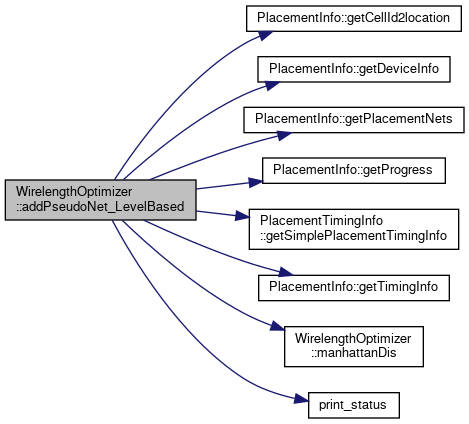 PlacementInfo::getCellId2location
PlacementInfo::getDeviceInfo
PlacementInfo::getPlacementNets
PlacementInfo::getProgress
WirelengthOptimizer
::addPseudoNet_LevelBased
PlacementTimingInfo
::getSimplePlacementTimingInfo
PlacementInfo::getTimingInfo
WirelengthOptimizer
::manhattanDis
print_status